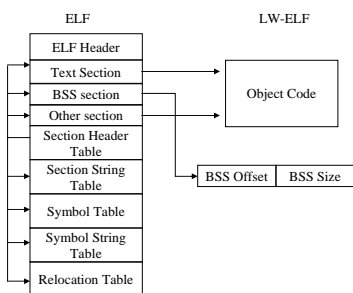 ELF
LW-ELF
ELF Header
Text Section
BSS section
Other section
Section Header
Table
Section String
Table
Symbol Table
Symbol String
Table
Relocation Table
Object Code
BSS Offset
BSS Size